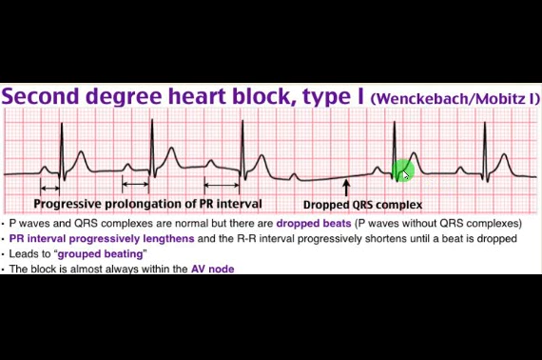 Second degree heart block, type I (Wenckebach/Mobitz I)
Progressive prolongation of PR interval
Dropped QRS complex
• P waves and QRS complexes are normal but there are dropped beats (P waves without QRS complexes)
• PR interval progressively lengthens and the R-R interval progressively shortens until a beat is dropped
• Leads to “grouped beating”
• The block is almost always within the AV node